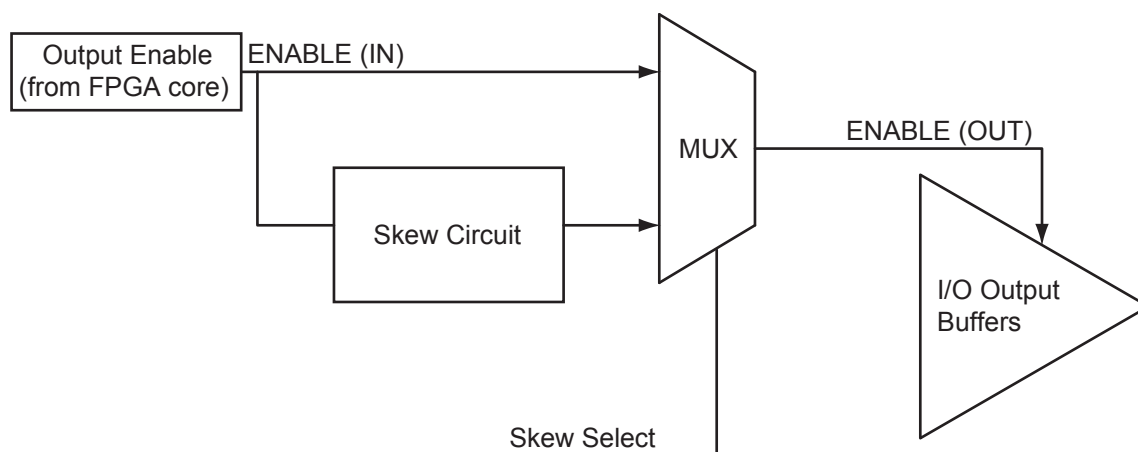 Output Enable
(from FPGA core)
ENABLE (IN)
MUX
ENABLE (OUT)
Skew Circuit
I/O Output
Buffers
Skew Select